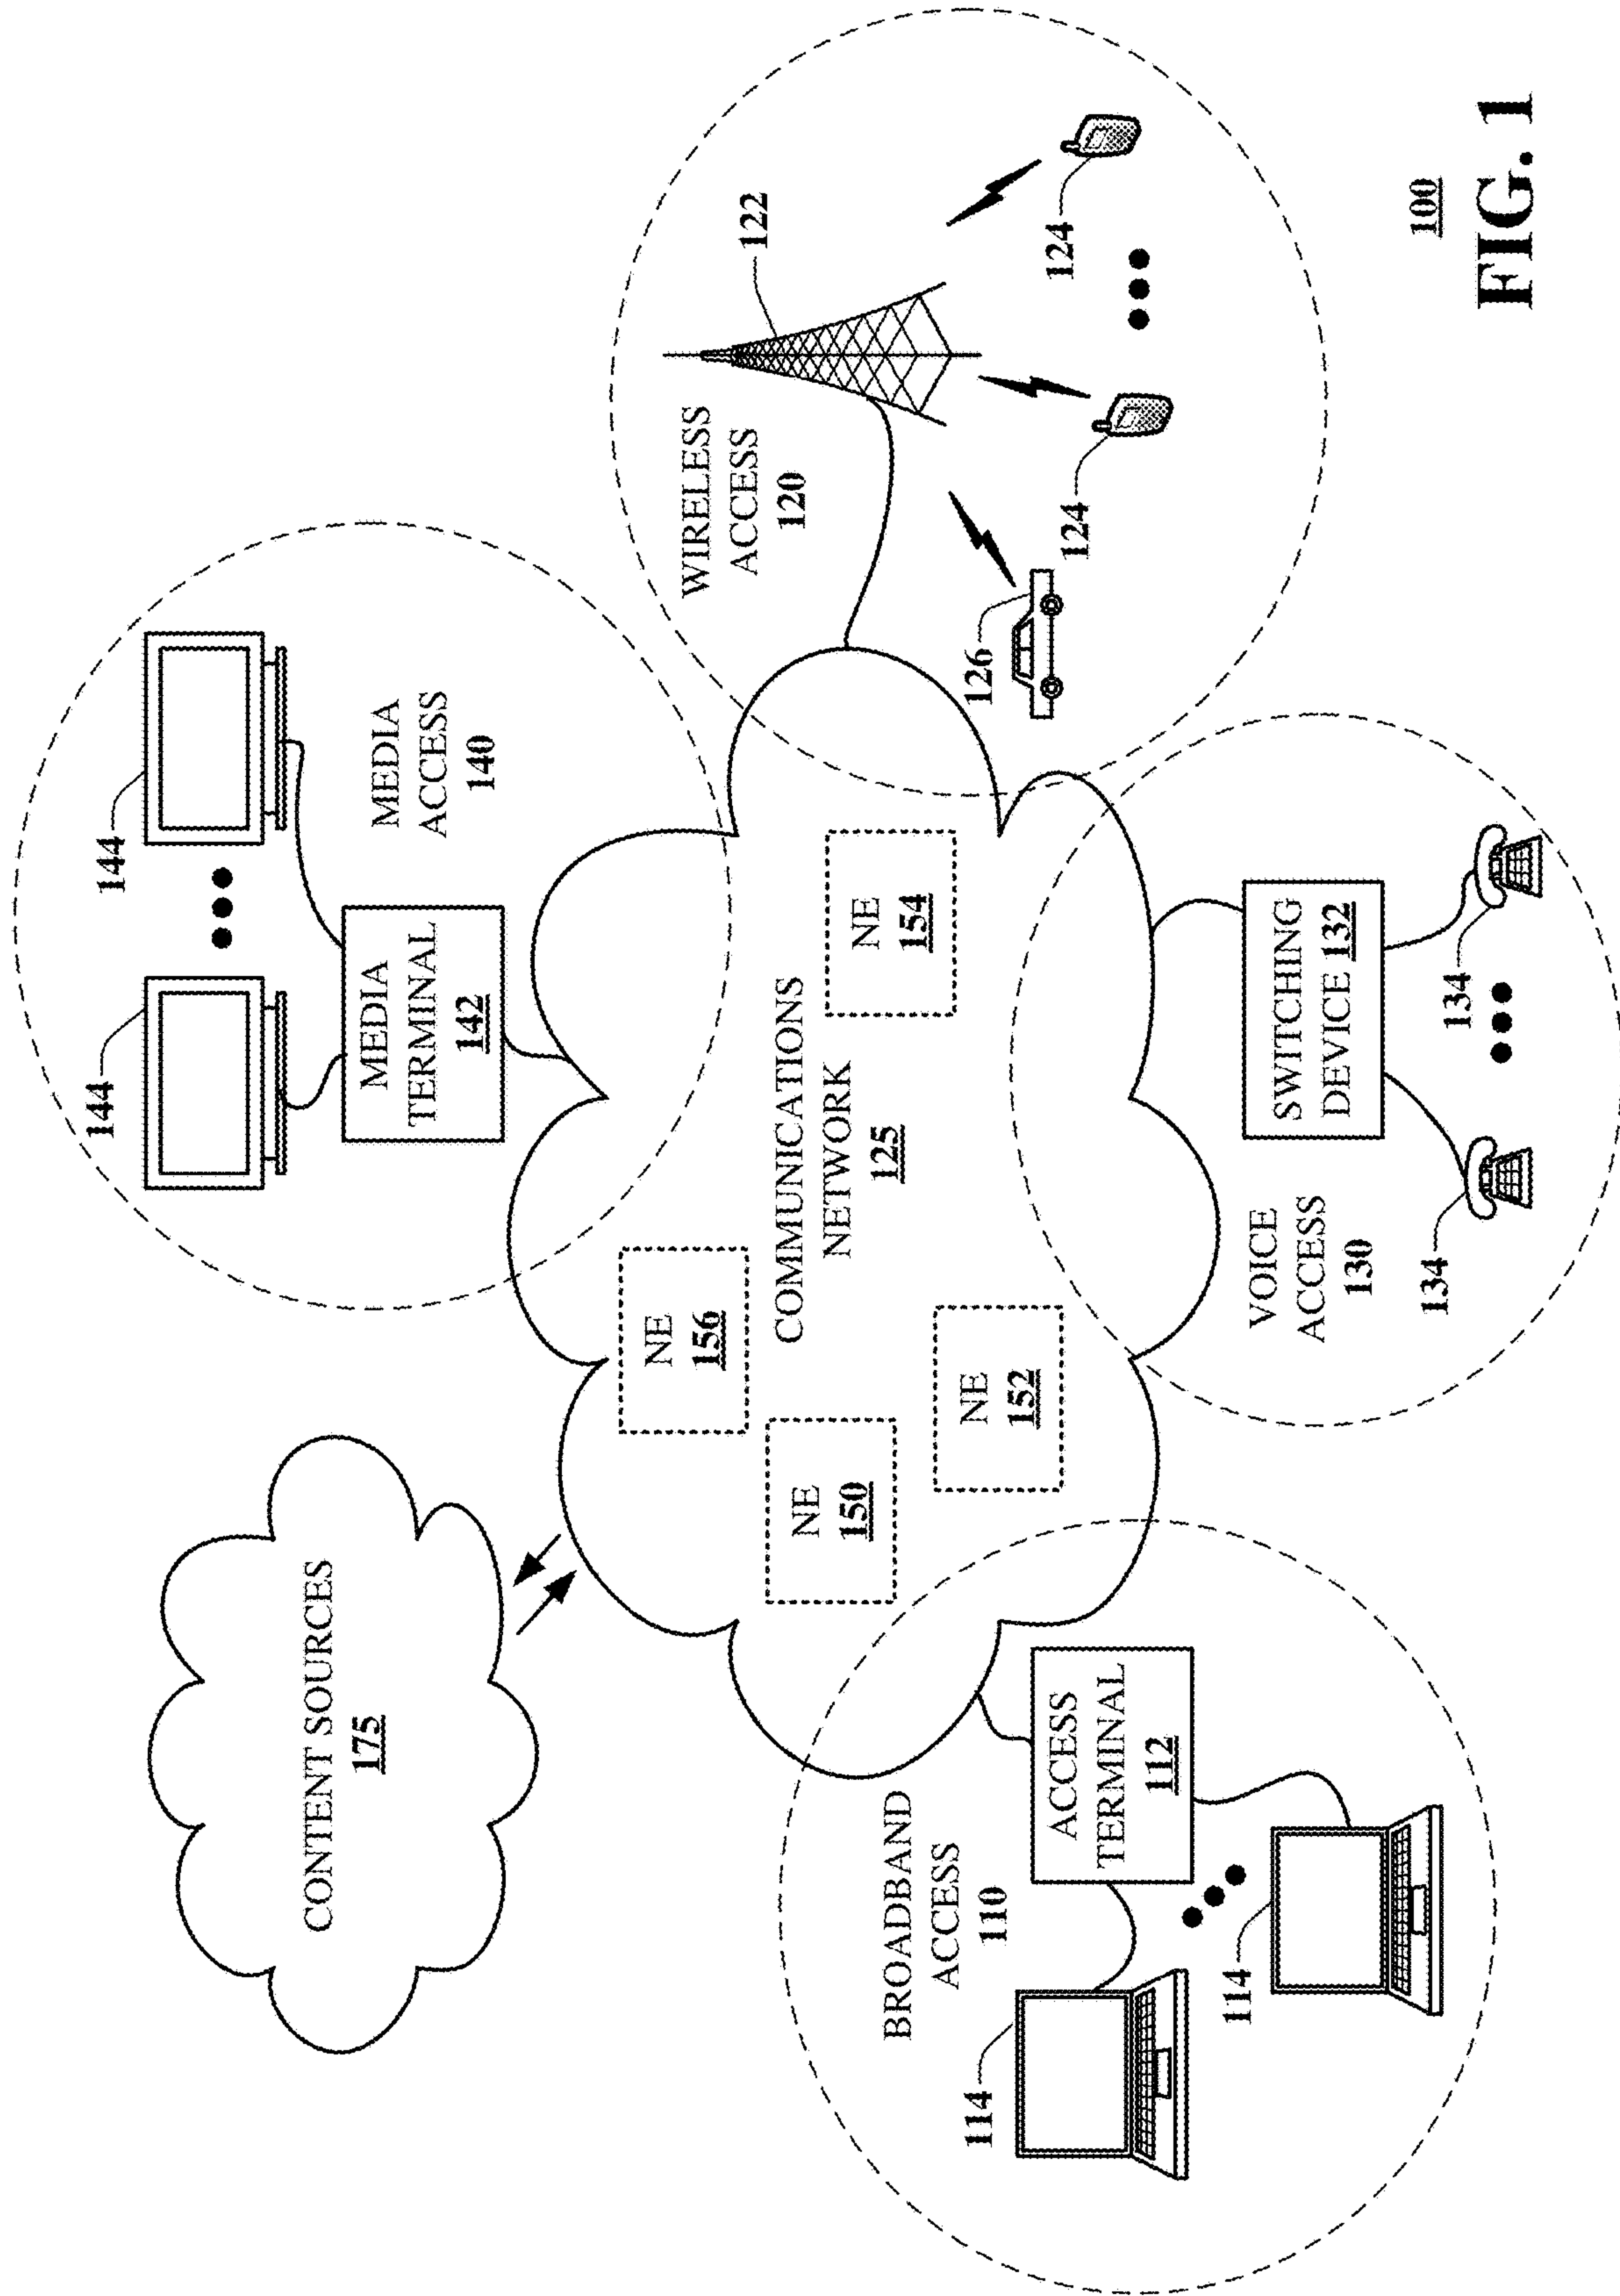 CONTENT SOURCES
175
144
144
MEDIA
TERMINAL
142
MEDIA
ACCESS
140
NE
156
NE
150
NE
152
NE
154
COMMUNICATIONS
NETWORK
125
WIRELESS
ACCESS
120
122
126
124
124
BROADBAND
ACCESS
110
ACCESS
TERMINAL
112
114
114
VOICE
ACCESS
130
SWITCHING
DEVICE 132
134
134
100
FIG. 1